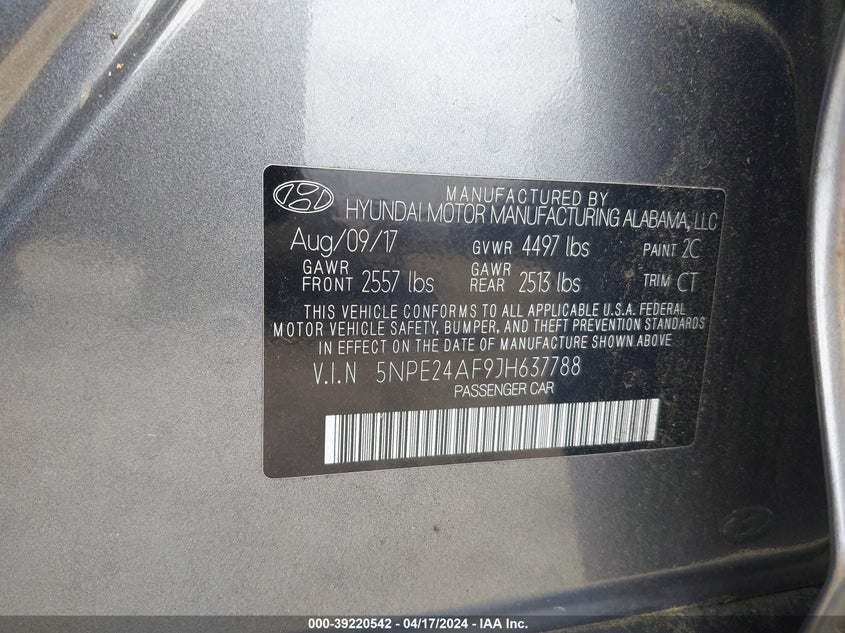 MANUFACTURED BY
HYUNDAI MOTOR MANUFACTURING ALABAMA, LLC
Aug/09/17 GVWR 4497 lbs PAINT 2C
GAWR FRONT 2557 lbs GAWR REAR 2513 lbs TRIM CT
THIS VEHICLE CONFORMS TO ALL APPLICABLE U.S.A. FEDERAL
MOTOR VEHICLE SAFETY, BUMPER, AND THEFT PREVENTION STANDARDS
IN EFFECT ON THE DATE OF MANUFACTURE SHOWN ABOVE
V.I.N 5NPE24AF9JH637788
PASSENGER CAR
000-39220542 - 04/17/2024 - IAA Inc.